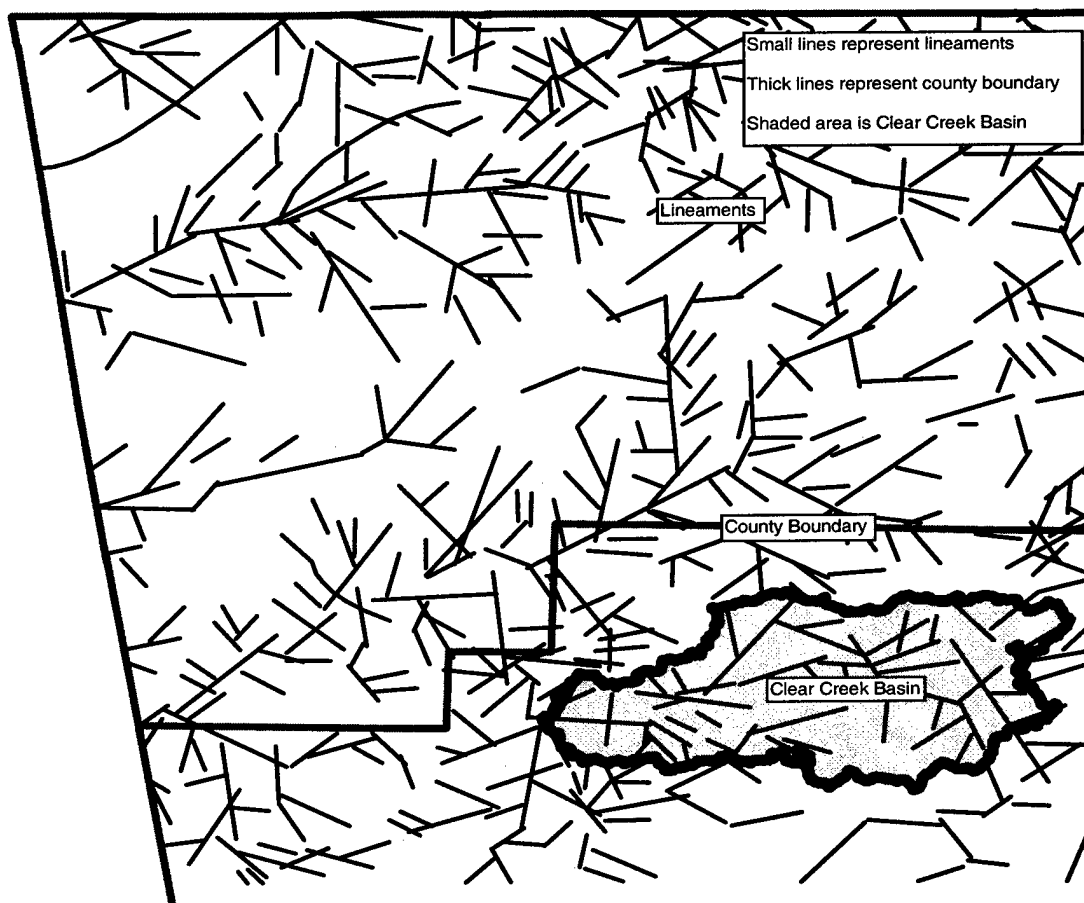 Small lines represent lineaments
Thick lines represent county boundary
Shaded area is Clear Creek Basin
Lineaments
County Boundary
Clear Creek Basin